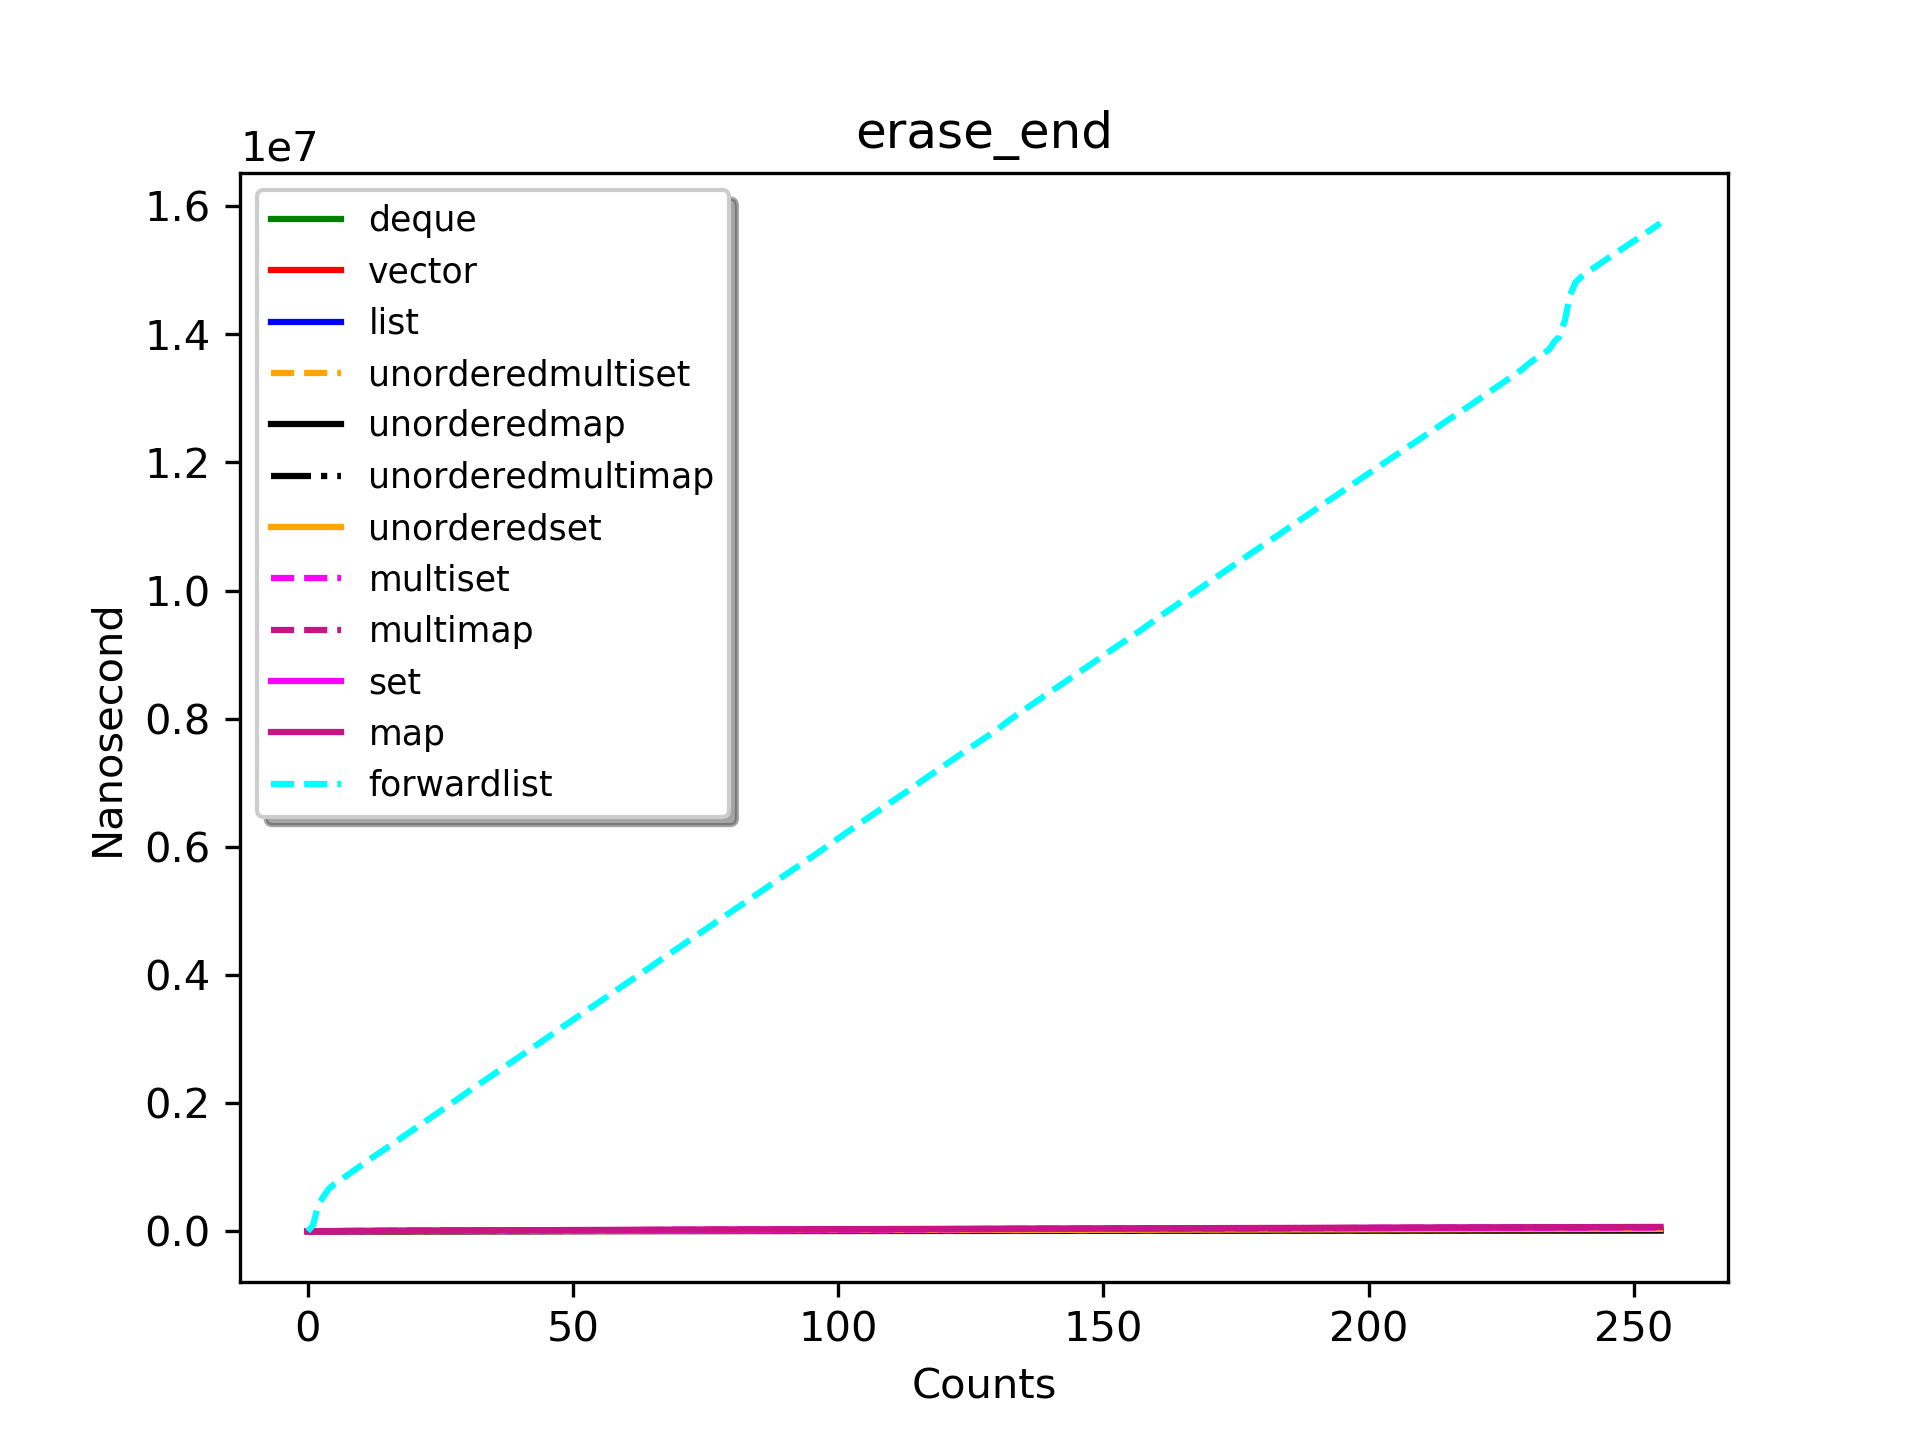 erase_end
1e7
1.6
1.4
1.2
1.0
0.8
0.6
0.4
0.2
0.0
Nanosecond
deque
vector
list
unorderedmultiset
unorderedmap
unorderedmultimap
unorderedset
multiset
multimap
set
map
forwardlist
0 50 100 150 200 250
Counts